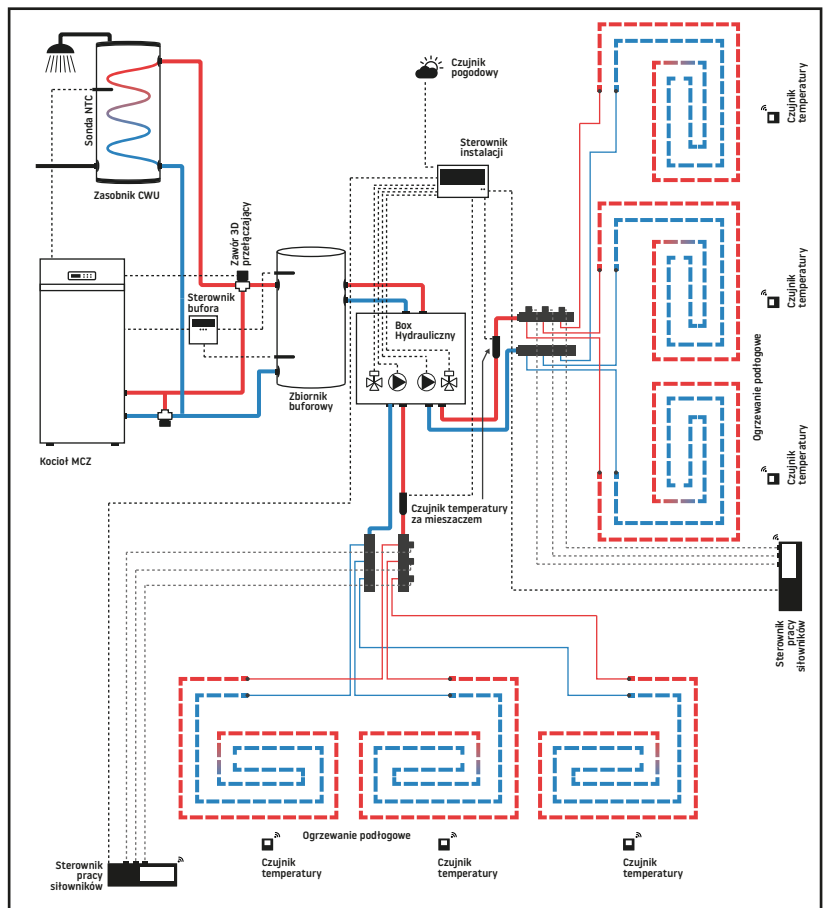 Sonda NTC
Zasobnik CWU
Czujnik
pogodowy
Sterownik
instalacji
Czujnik
temperatury
Zawór 3D
przełączający
Sterownik
bufora
Box
Hydrauliczny
Zbiornik
buforowy
Kocioł MCZ
Czujnik
temperatury
Ogrzewanie podłogowe
Czujnik
temperatury
Czujnik temperatury
za mieszaczem
Sterownik
pracy
siłowników
Ogrzewanie podłogowe
Czujnik
temperatury
Czujnik
temperatury
Czujnik
temperatury
Sterownik
pracy
siłowników